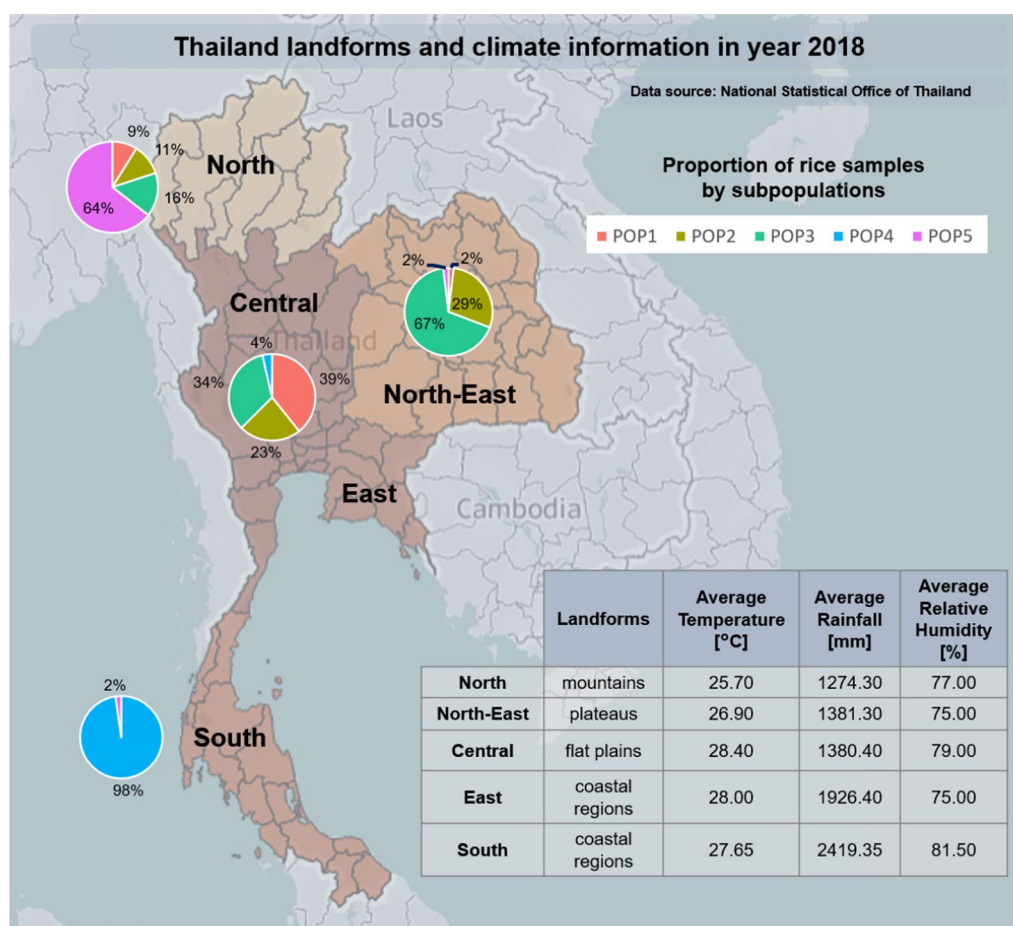 Thailand landforms and climate information in year 2018
Data source: National Statistical Office of Thailand
Laos
Proportion of rice samples
by subpopulations
POP1 POP2 POP3 POP4 POP5
North
9%
11%
16%
64%
Central
Thailand
4%
34%
39%
23%
2%
2%
29%
67%
North-East
East
Cambodia
South
2%
98%
Landforms
Average
Temperature
[°C]
Average
Rainfall
[mm]
Average
Relative
Humidity
[%]
North mountains 25.70 1274.30 77.00
North-East plateaus 26.90 1381.30 75.00
Central flat plains 28.40 1380.40 79.00
East coastal
regions 28.00 1926.40 75.00
South coastal
regions 27.65 2419.35 81.50